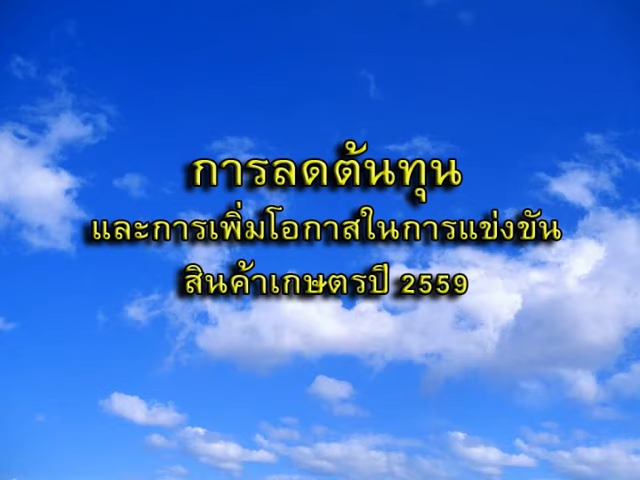 การลดต้นทุน
และการเพิ่มโอกาสในการแข่งขัน
สินค้าเกษตรปี 2559